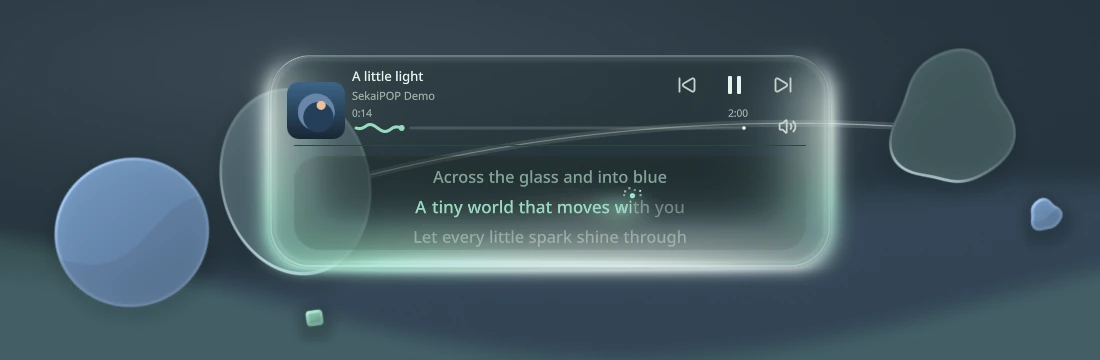 A little light
SekaiPOP Demo
0:14
2:00
Across the glass and into blue
A tiny world that moves with you
Let every little spark shine through